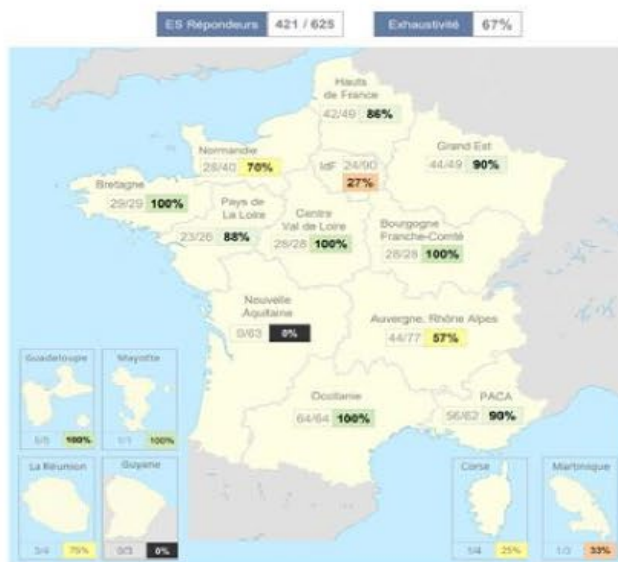 ES Répondeurs 421 / 625 Exhaustivité 67%
Hauts
de France
42/49 86%
Normandie
28/40 70%
IdF 24/90
27%
Grand Est
44/49 90%
Bretagne
29/29 100%
Pays de
La Loire
23/26 88%
Centre
Val de Loire
28/28 100%
Bourgogne
Franche-Comté
28/28 100%
Nouvelle
Aquitaine
0/63 0%
Auvergne, Rhône Alpes
44/77 57%
Occitanie
64/64 100%
PACA
56/62 90%
Guadeloupe
5/5 100%
Mayotte
1/1 100%
La Réunion
3/4 75%
Guyane
0/3 0%
Corse
1/4 25%
Martinique
1/3 33%